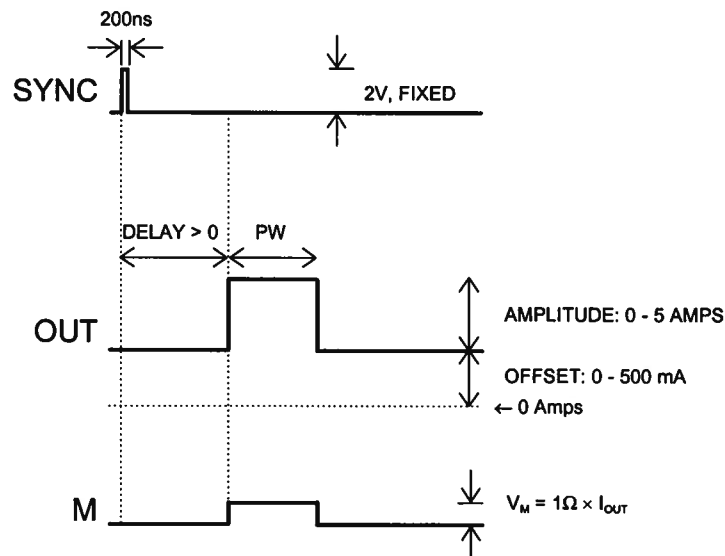 200ns
SYNC
2V, FIXED
DELAY > 0
PW
OUT
AMPLITUDE: 0 - 5 AMPS
OFFSET: 0 - 500 mA
← 0 Amps
M
V_M = 1Ω × I_OUT